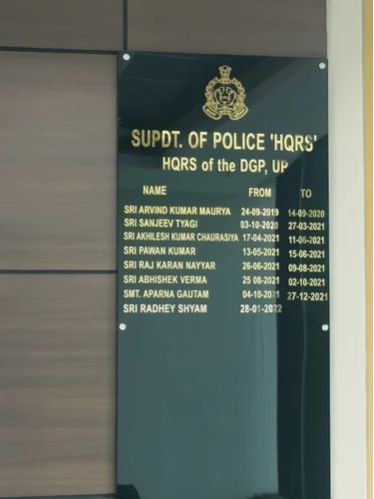 SUPDT. OF POLICE 'HQRS'
HQRS of the DGP, UP
NAME FROM TO
SRI ARVIND KUMAR MAURYA 24-09-2019 14-09-2020
SRI SANJEEV TYAGI 03-10-2020 27-03-2021
SRI AKHILESH KUMAR CHAURASIYA 17-04-2021 11-06-2021
SRI PAWAN KUMAR 13-05-2021 15-06-2021
SRI RAJ KARAN NAYYAR 26-06-2021 09-08-2021
SRI ABHISHEK VERMA 25 08-2021 02-10-2021
SMT. APARNA GAUTAM 04-10-2021 27-12-2021
SRI RADHEY SHYAM 28-01-2022